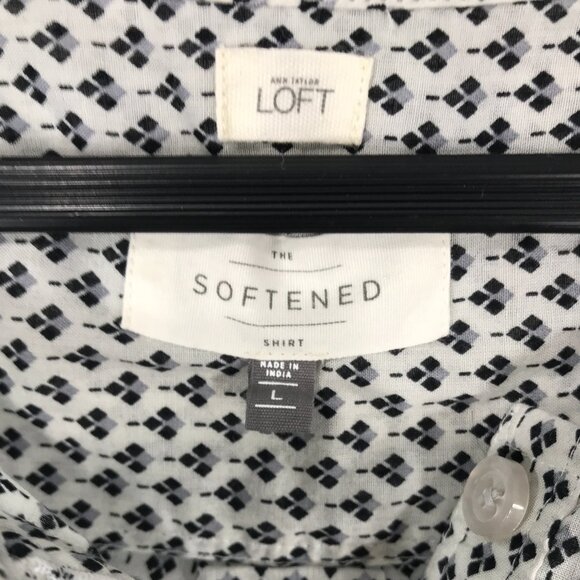 ANN TAYLOR
LOFT
THE
SOFTENED
SHIRT
MADE IN
INDIA
L